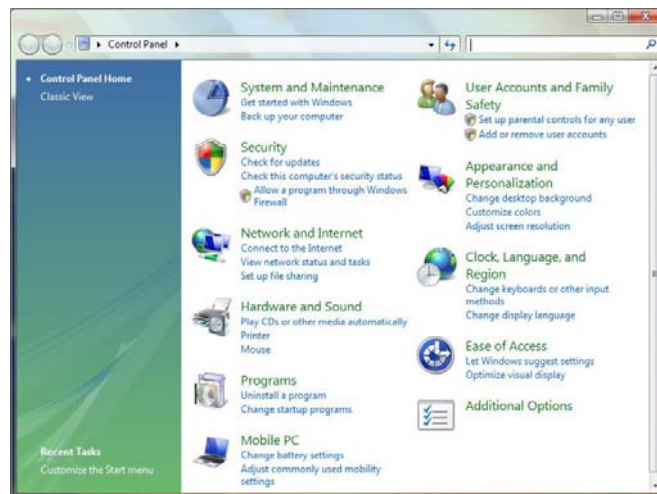 Control Panel
Control Panel Home
Classic View
Recent Tasks
Customize the Start menu
System and Maintenance
Get started with Windows
Back up your computer
Security
Check for updates
Check this computer's security status
Allow a program through Windows
Firewall
Network and Internet
Connect to the Internet
View network status and tasks
Set up file sharing
Hardware and Sound
Play CDs or other media automatically
Printer
Mouse
Programs
Uninstall a program
Change startup programs
Mobile PC
Change battery settings
Adjust commonly used mobility
settings
User Accounts and Family
Safety
Set up parental controls for any user
Add or remove user accounts
Appearance and
Personalization
Change desktop background
Customize colors
Adjust screen resolution
Clock, Language, and
Region
Change keyboards or other input
methods
Change display language
Ease of Access
Let Windows suggest settings
Optimize visual display
Additional Options